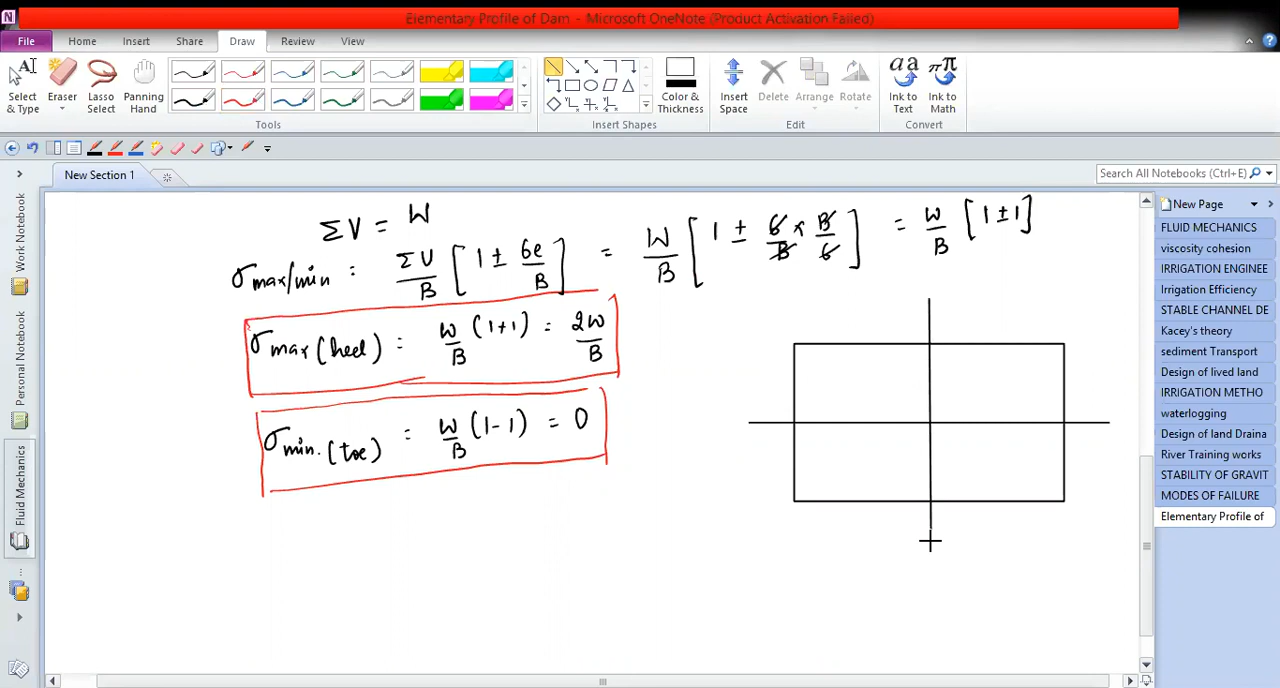 Elementary Profile of Dam - Microsoft OneNote (Product Activation Failed)
File Home Insert Share Draw Review View
Select & Type
Eraser
Lasso Select
Panning Hand
Color & Thickness
Insert Space
Delete
Arrange
Rotate
Ink to Text
Ink to Math
Tools
Insert Shapes
Edit
Convert
New Section 1
Search All Notebooks (Ctrl+E)
Work Notebook
Personal Notebook
Fluid Mechanics
ΣV = W
σmax/min = ΣV/B [1 ± 6e/B] = W/B [1 ± 6/B × B/6] = W/B [1 ± 1]
σmax (heel) = W/B (1+1) = 2W/B
σmin. (toe) = W/B (1-1) = 0
New Page
FLUID MECHANICS
viscosity cohesion
IRRIGATION ENGINEE
Irrigation Efficiency
STABLE CHANNEL DE
Kacey's theory
sediment Transport
Design of lived land
IRRIGATION METHO
waterlogging
Design of land Draina
River Training works
STABILITY OF GRAVIT
MODES OF FAILURE
Elementary Profile of